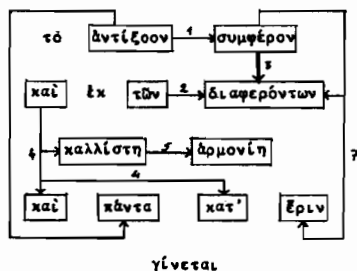 τὸ ἀντίξοον 1 συμφέρον
3
καὶ ἐκ τῶν 2 διαφερόντων
6 καλλίστη 5 ἁρμονίη 7
4
καὶ πάντα κατ' ἔριν
γίνεται